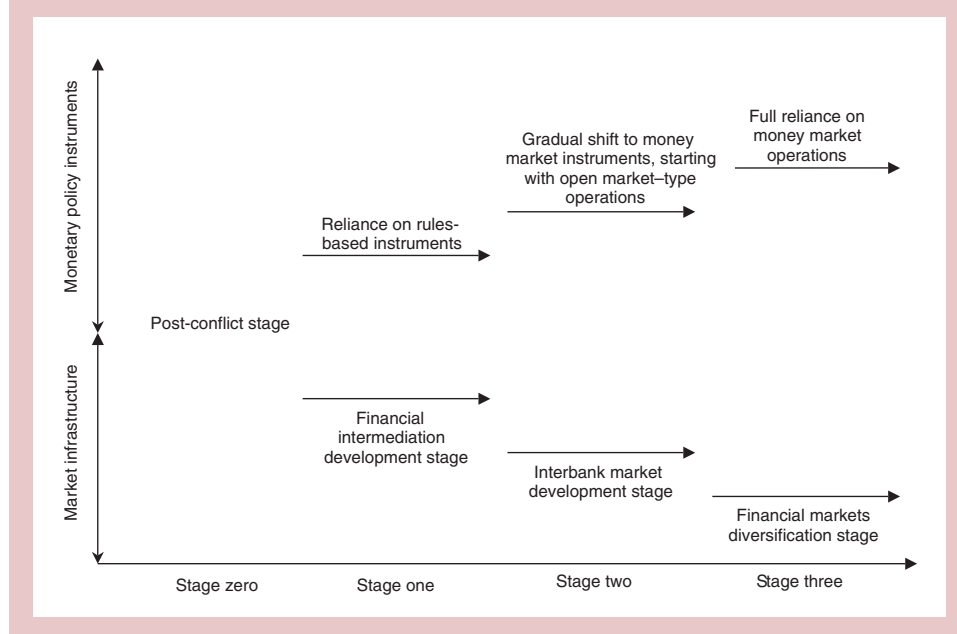 Monetary policy instruments
Market infrastructure
Full reliance on
money market
operations
Gradual shift to money
market instruments, starting
with open market–type
operations
Reliance on rules-
based instruments
Post-conflict stage
Financial
intermediation
development stage
Interbank market
development stage
Financial markets
diversification stage
Stage zero
Stage one
Stage two
Stage three